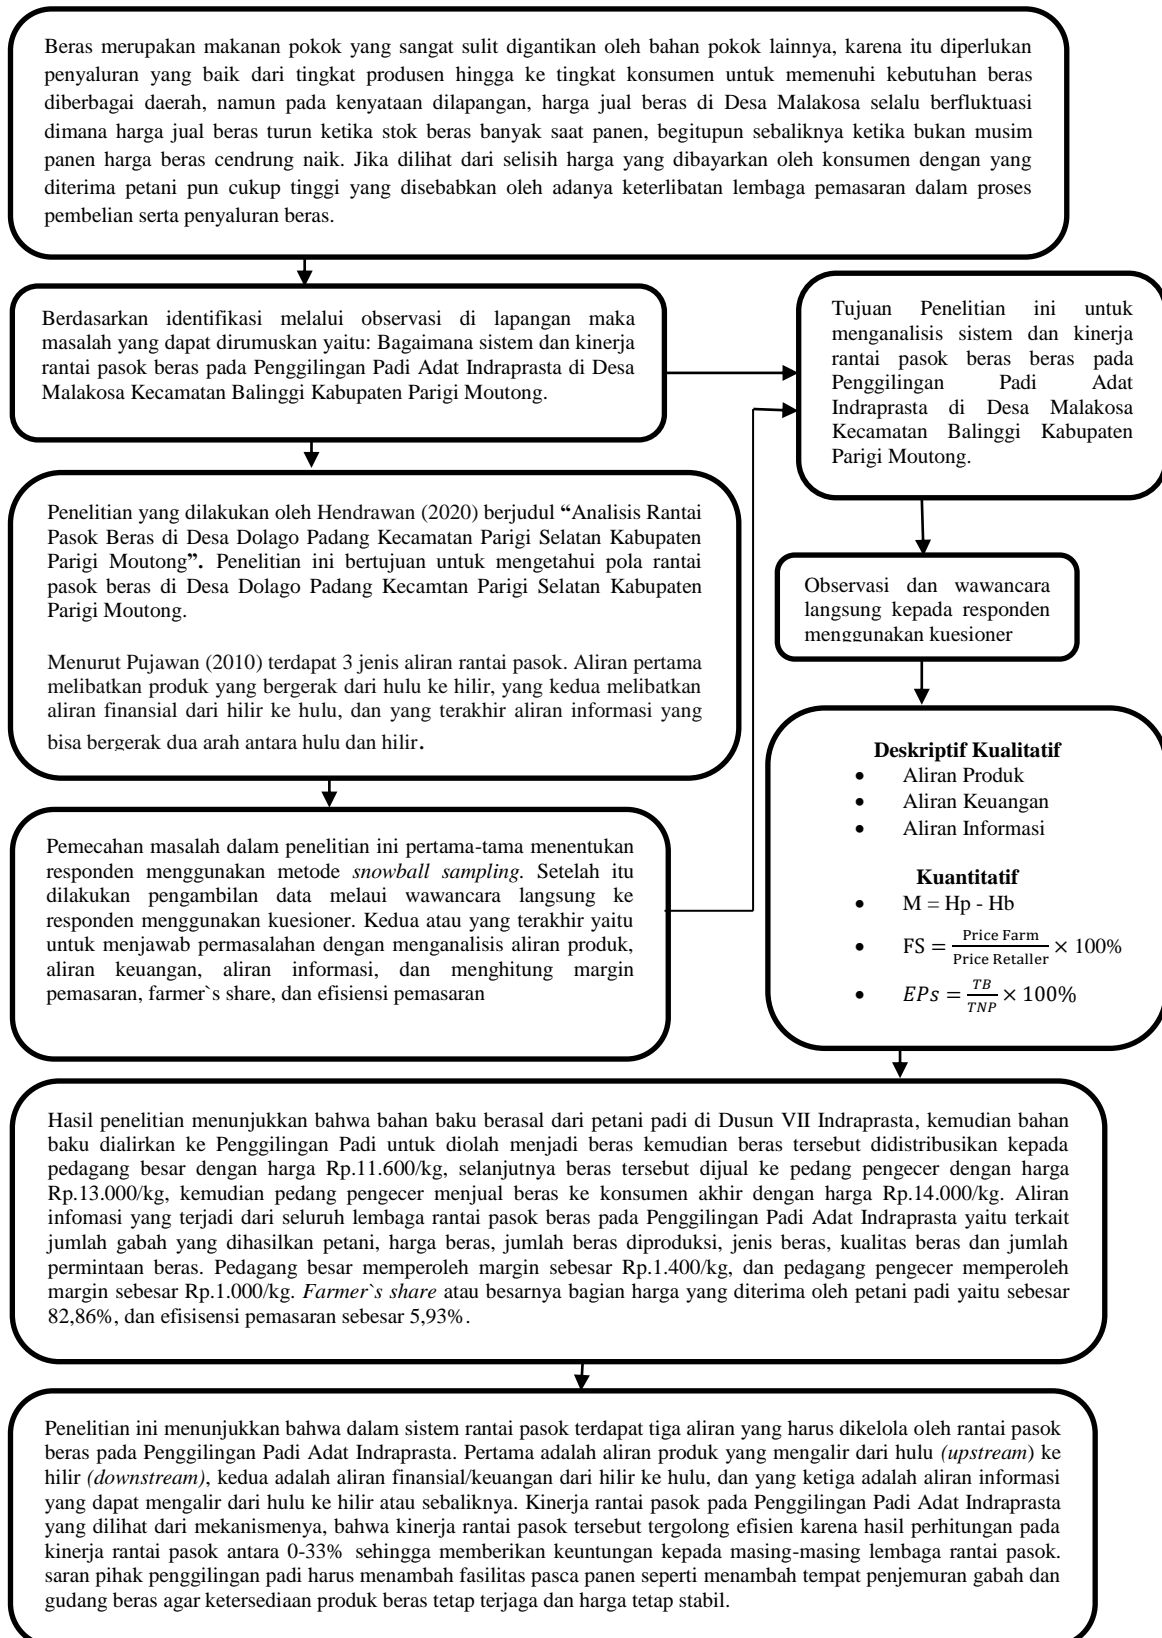 Beras merupakan makanan pokok yang sangat sulit digantikan oleh bahan pokok lainnya, karena itu diperlukan
penyaluran yang baik dari tingkat produsen hingga ke tingkat konsumen untuk memenuhi kebutuhan beras
diberbagai daerah, namun pada kenyataan dilapangan, harga jual beras di Desa Malakosa selalu berfluktuasi
dimana harga jual beras turun ketika stok beras banyak saat panen, begitupun sebaliknya ketika bukan musim
panen harga beras cendrung naik. Jika dilihat dari selisih harga yang dibayarkan oleh konsumen dengan yang
diterima petani pun cukup tinggi yang disebabkan oleh adanya keterlibatan lembaga pemasaran dalam proses
pembelian serta penyaluran beras.
Berdasarkan identifikasi melalui observasi di lapangan maka
masalah yang dapat dirumuskan yaitu: Bagaimana sistem dan kinerja
rantai pasok beras pada Penggilingan Padi Adat Indraprasta di Desa
Malakosa Kecamatan Balinggi Kabupaten Parigi Moutong.
Tujuan Penelitian ini untuk
menganalisis sistem dan kinerja
rantai pasok beras beras pada
Penggilingan Padi Adat
Indraprasta di Desa Malakosa
Kecamatan Balinggi Kabupaten
Parigi Moutong.
Penelitian yang dilakukan oleh Hendrawan (2020) berjudul “Analisis Rantai
Pasok Beras di Desa Dolago Padang Kecamatan Parigi Selatan Kabupaten
Parigi Moutong”. Penelitian ini bertujuan untuk mengetahui pola rantai
pasok beras di Desa Dolago Padang Kecamtan Parigi Selatan Kabupaten
Parigi Moutong.
Menurut Pujawan (2010) terdapat 3 jenis aliran rantai pasok. Aliran pertama
melibatkan produk yang bergerak dari hulu ke hilir, yang kedua melibatkan
aliran finansial dari hilir ke hulu, dan yang terakhir aliran informasi yang
bisa bergerak dua arah antara hulu dan hilir.
Observasi dan wawancara
langsung kepada responden
menggunakan kuesioner
Deskriptif Kualitatif
• Aliran Produk
• Aliran Keuangan
• Aliran Informasi
Kuantitatif
• M = Hp - Hb
• FS = Price Farm / Price Retaller × 100%
• EPs = TB / TNP × 100%
Pemecahan masalah dalam penelitian ini pertama-tama menentukan
responden menggunakan metode snowball sampling. Setelah itu
dilakukan pengambilan data melaui wawancara langsung ke
responden menggunakan kuesioner. Kedua atau yang terakhir yaitu
untuk menjawab permasalahan dengan menganalisis aliran produk,
aliran keuangan, aliran informasi, dan menghitung margin
pemasaran, farmer`s share, dan efisiensi pemasaran
Hasil penelitian menunjukkan bahwa bahan baku berasal dari petani padi di Dusun VII Indraprasta, kemudian bahan
baku dialirkan ke Penggilingan Padi untuk diolah menjadi beras kemudian beras tersebut didistribusikan kepada
pedagang besar dengan harga Rp.11.600/kg, selanjutnya beras tersebut dijual ke pedang pengecer dengan harga
Rp.13.000/kg, kemudian pedang pengecer menjual beras ke konsumen akhir dengan harga Rp.14.000/kg. Aliran
infomasi yang terjadi dari seluruh lembaga rantai pasok beras pada Penggilingan Padi Adat Indraprasta yaitu terkait
jumlah gabah yang dihasilkan petani, harga beras, jumlah beras diproduksi, jenis beras, kualitas beras dan jumlah
permintaan beras. Pedagang besar memperoleh margin sebesar Rp.1.400/kg, dan pedagang pengecer memperoleh
margin sebesar Rp.1.000/kg. Farmer`s share atau besarnya bagian harga yang diterima oleh petani padi yaitu sebesar
82,86%, dan efisisensi pemasaran sebesar 5,93%.
Penelitian ini menunjukkan bahwa dalam sistem rantai pasok terdapat tiga aliran yang harus dikelola oleh rantai pasok
beras pada Penggilingan Padi Adat Indraprasta. Pertama adalah aliran produk yang mengalir dari hulu (upstream) ke
hilir (downstream), kedua adalah aliran finansial/keuangan dari hilir ke hulu, dan yang ketiga adalah aliran informasi
yang dapat mengalir dari hulu ke hilir atau sebaliknya. Kinerja rantai pasok pada Penggilingan Padi Adat Indraprasta
yang dilihat dari mekanismenya, bahwa kinerja rantai pasok tersebut tergolong efisien karena hasil perhitungan pada
kinerja rantai pasok antara 0-33% sehingga memberikan keuntungan kepada masing-masing lembaga rantai pasok.
saran pihak penggilingan padi harus menambah fasilitas pasca panen seperti menambah tempat penjemuran gabah dan
gudang beras agar ketersediaan produk beras tetap terjaga dan harga tetap stabil.